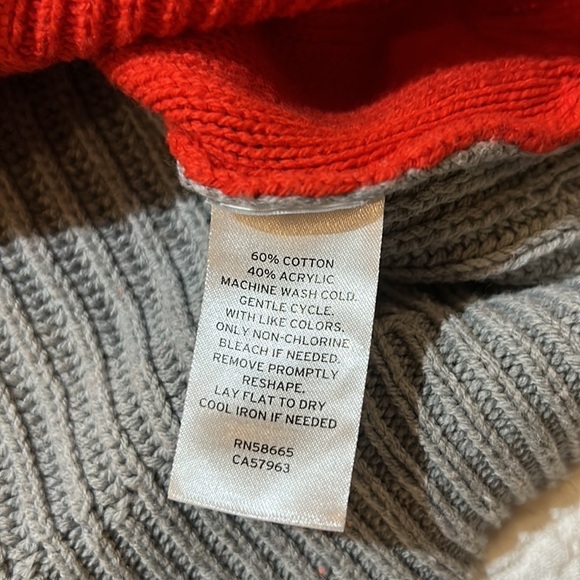 60% COTTON
40% ACRYLIC
MACHINE WASH COLD.
GENTLE CYCLE.
WITH LIKE COLORS.
ONLY NON-CHLORINE
BLEACH IF NEEDED.
REMOVE PROMPTLY
RESHAPE.
LAY FLAT TO DRY
COOL IRON IF NEEDED
RN58665
CA57963